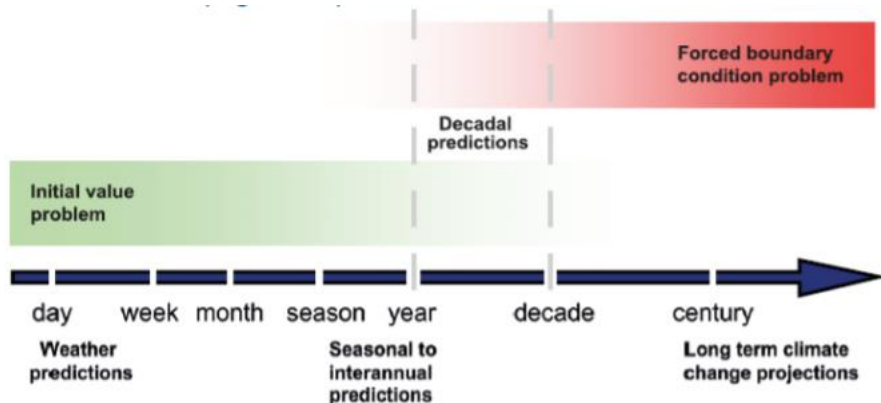 Forced boundary
condition problem
Decadal
predictions
Initial value
problem
day week month season year decade century
Weather
predictions
Seasonal to
interannual
predictions
Long term climate
change projections